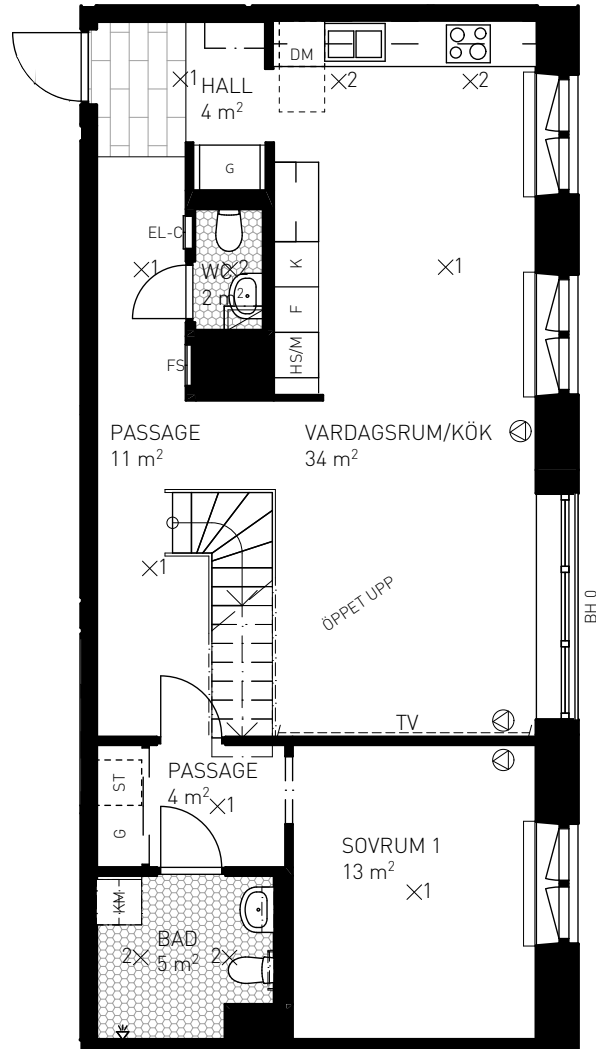 DM
1
HALL
4 m²
2
2
G
EL-C
1
WC 2
2 m²
K
1
F
HS/M
FS
PASSAGE
11 m²
VARDAGSRUM/KÖK
34 m²
1
ÖPPET UPP
BH 0
TV
ST
PASSAGE
4 m²
1
G
SOVRUM 1
13 m²
1
KM
BAD
2
5 m²
2